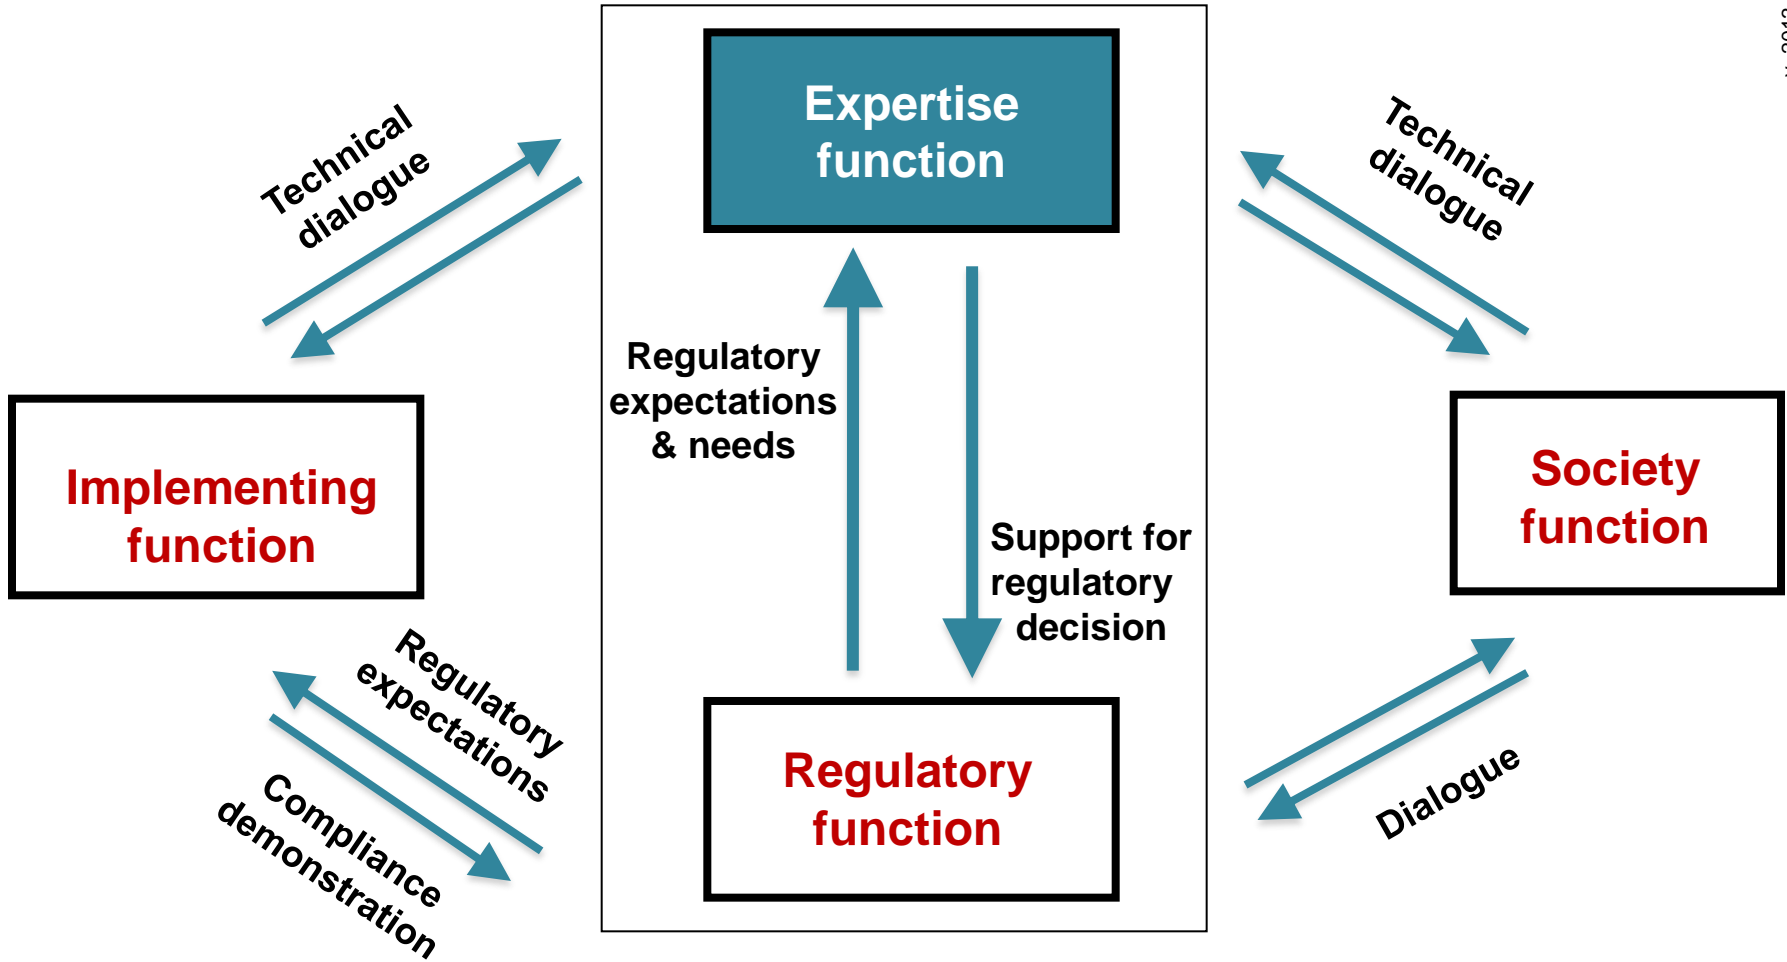 Expertise
function
Technical
dialogue
Technical
dialogue
Regulatory
expectations
& needs
Implementing
function
Society
function
Support for
regulatory
decision
Regulatory
expectations
Compliance
demonstration
Regulatory
function
Dialogue